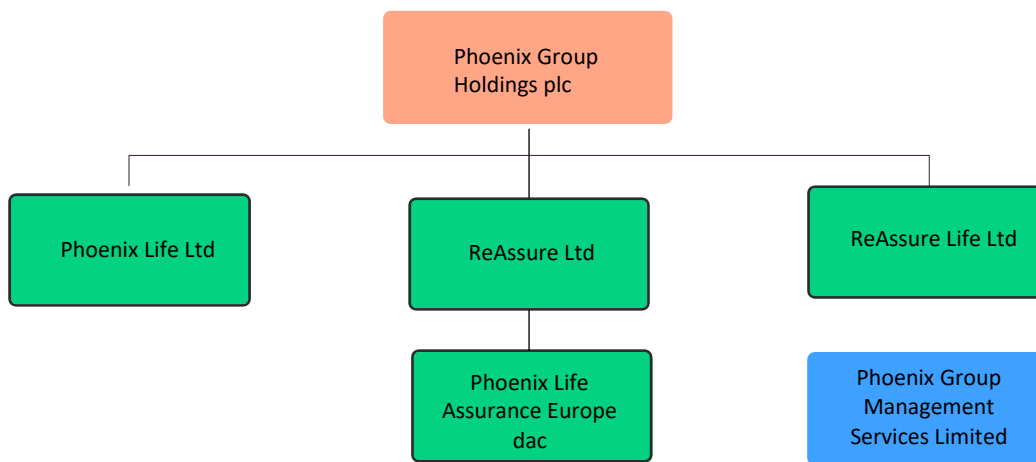 Phoenix Group
Holdings plc
Phoenix Life Ltd
ReAssure Ltd
ReAssure Life Ltd
Phoenix Life
Assurance Europe
dac
Phoenix Group
Management
Services Limited